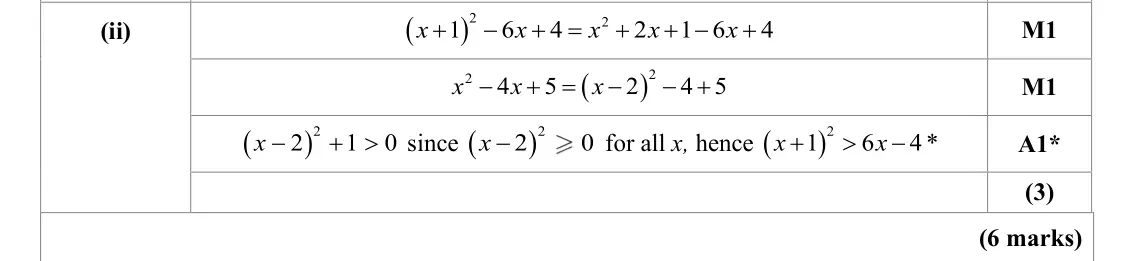 (ii) (x+1)² − 6x + 4 = x² + 2x + 1 − 6x + 4 M1
x² − 4x + 5 = (x − 2)² − 4 + 5 M1
(x − 2)² + 1 > 0 since (x − 2)² ⩾ 0 for all x, hence (x+1)² > 6x − 4 * A1*
(3)
(6 marks)